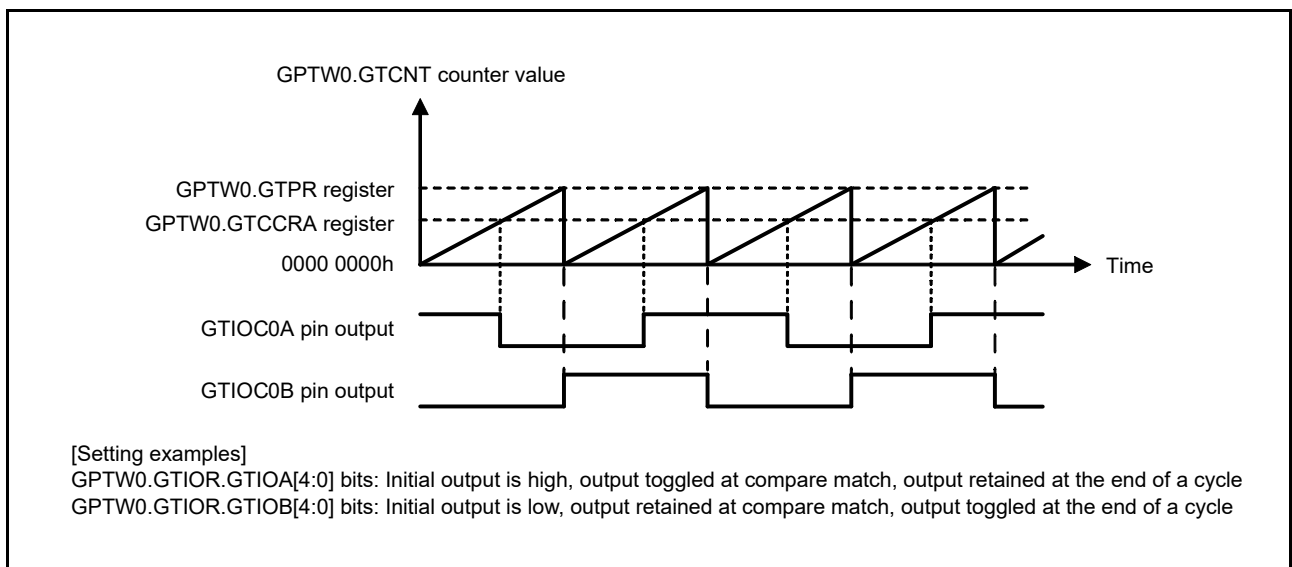 GPTW0.GTCNT counter value
GPTW0.GTPR register
GPTW0.GTCCRA register
0000 0000h
Time
GTIOC0A pin output
GTIOC0B pin output
[Setting examples]
GPTW0.GTIOR.GTIOA[4:0] bits: Initial output is high, output toggled at compare match, output retained at the end of a cycle
GPTW0.GTIOR.GTIOB[4:0] bits: Initial output is low, output retained at compare match, output toggled at the end of a cycle